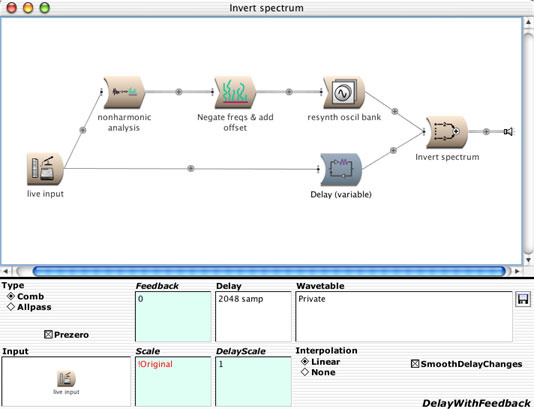 Invert spectrum
nonharmonic
analysis
Negate freqs & add
offset
resynth oscil bank
Invert spectrum
live input
Delay (variable)
Type
Comb
Allpass
Prezero
Feedback
0
Delay
2048 samp
Wavetable
Private
Input
live input
Scale
!Original
DelayScale
1
Interpolation
Linear
None
SmoothDelayChanges
DelayWithFeedback